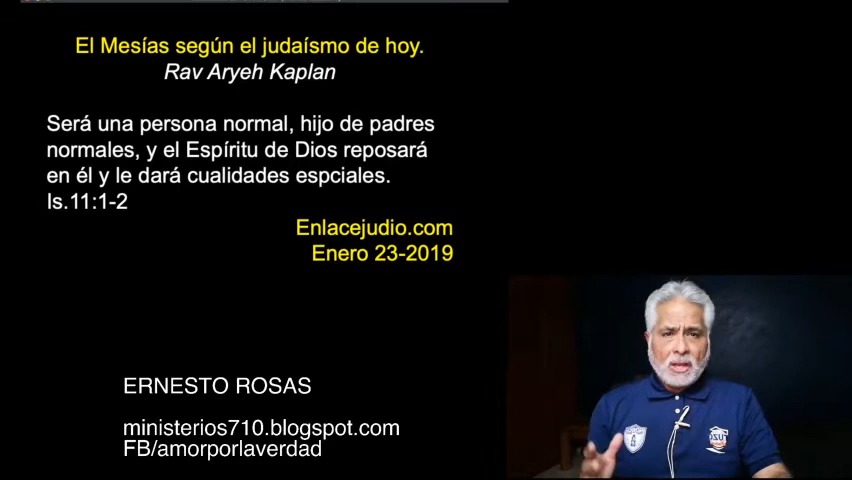 El Mesías según el judaísmo de hoy.
Rav Aryeh Kaplan
Será una persona normal, hijo de padres
normales, y el Espíritu de Dios reposará
en él y le dará cualidades espciales.
Is.11:1-2
Enlacejudio.com
Enero 23-2019
ERNESTO ROSAS
ministerios710.blogspot.com
FB/amorporlaverdad